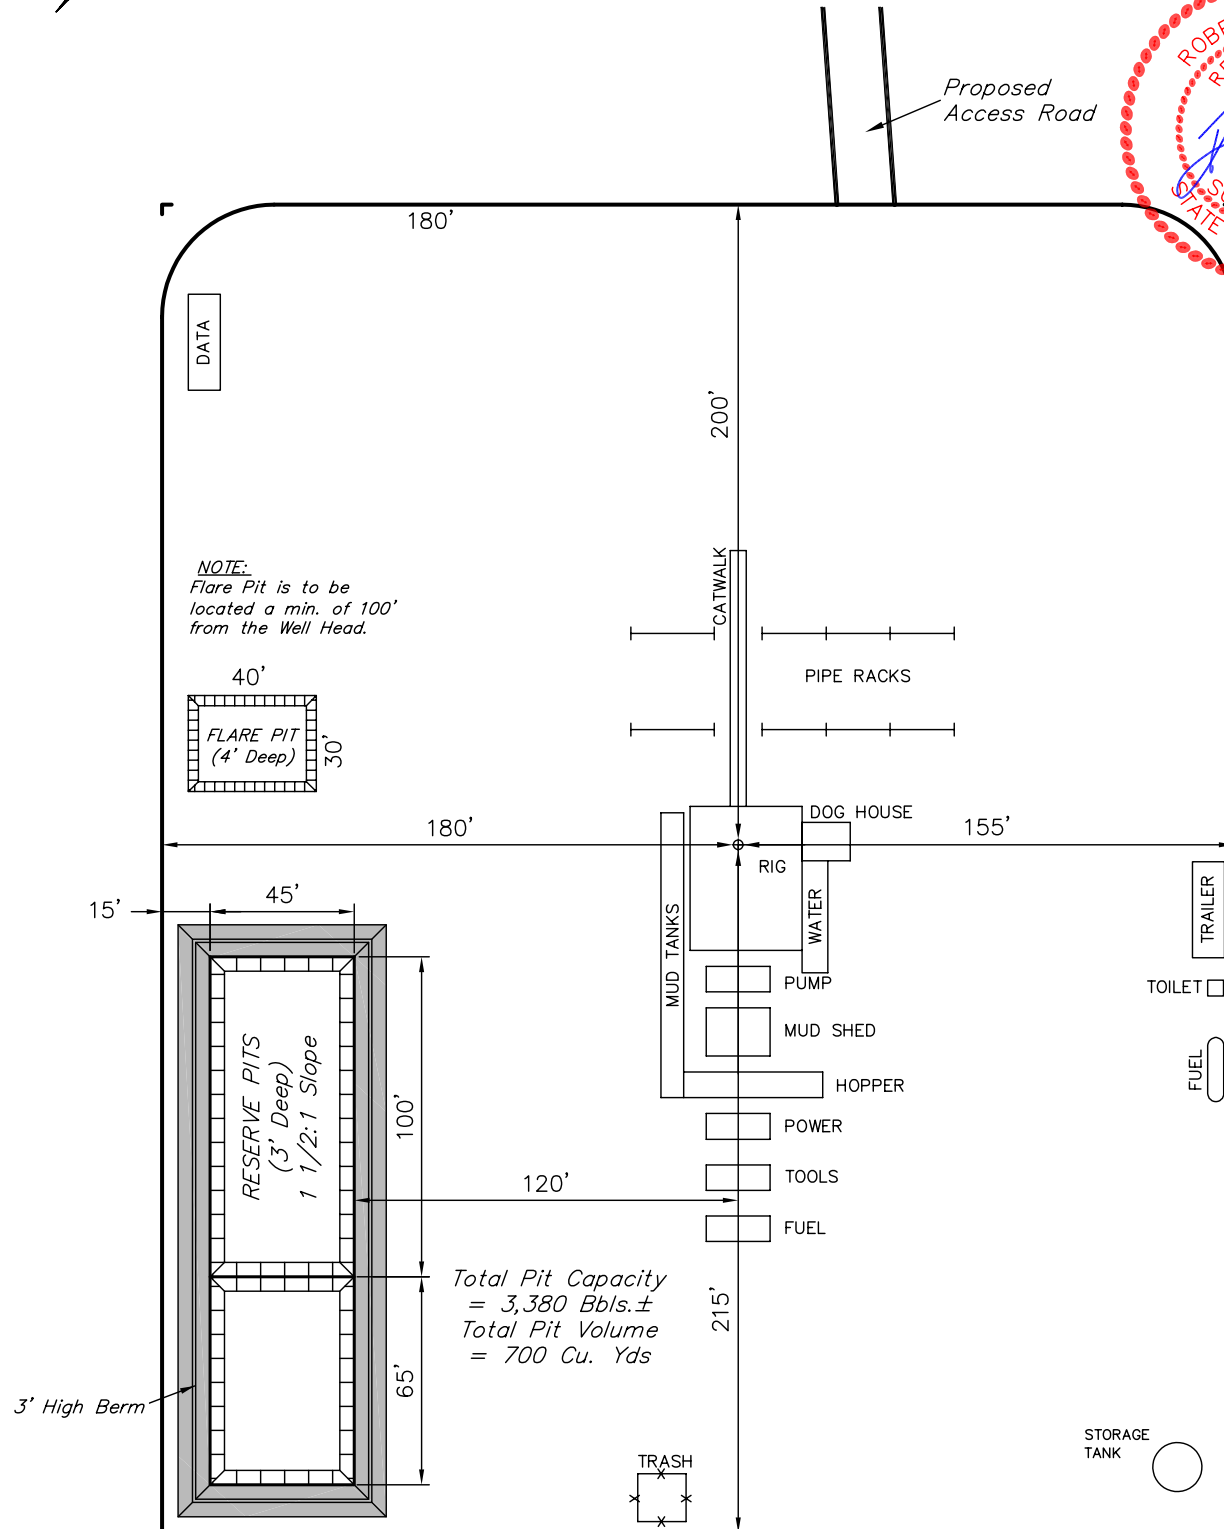 Proposed
Access Road
180'
DATA
200'
NOTE:
Flare Pit is to be
located a min. of 100'
from the Well Head.
CATWALK
PIPE RACKS
40'
FLARE PIT
(4' Deep)
30'
DOG HOUSE
180'
155'
RIG
15'
45'
MUD TANKS
WATER
TRAILER
PUMP
TOILET
MUD SHED
RESERVE PITS
(3' Deep)
1 1/2:1 Slope
100'
HOPPER
FUEL
POWER
TOOLS
120'
FUEL
Total Pit Capacity
= 3,380 Bbls.±
Total Pit Volume
= 700 Cu. Yds
215'
65'
3' High Berm
STORAGE
TANK
TRASH
STATE